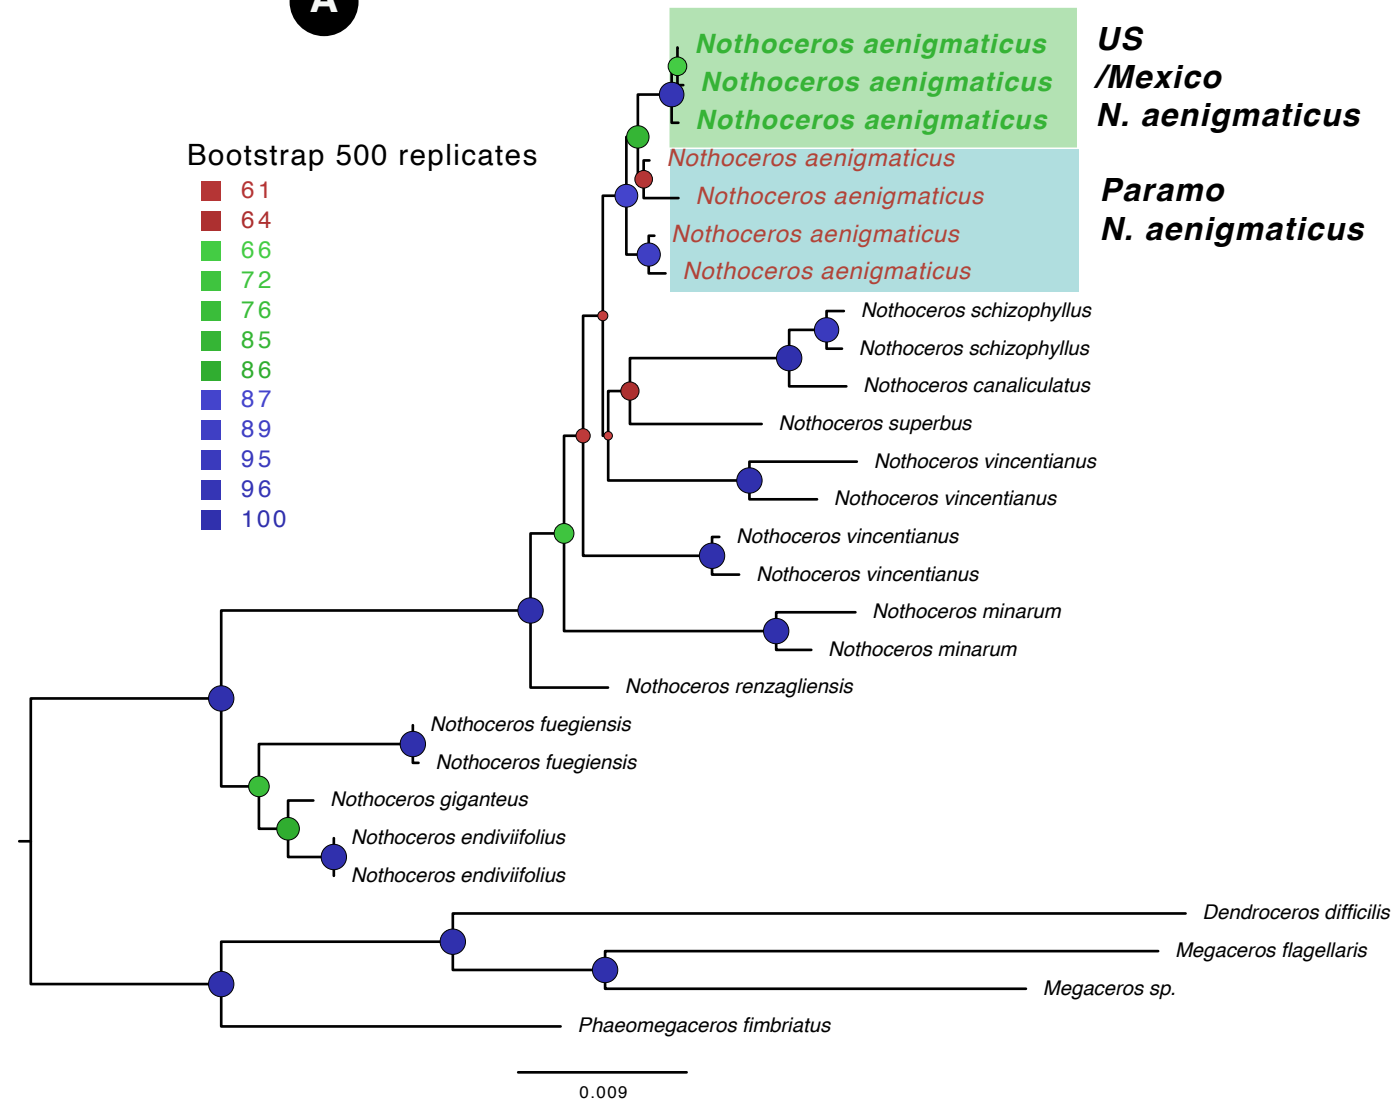 A
Nothoceros aenigmaticus
Nothoceros aenigmaticus
Nothoceros aenigmaticus
US
/Mexico
N. aenigmaticus
Bootstrap 500 replicates
61
64
66
72
76
85
86
87
89
95
96
100
Nothoceros aenigmaticus
Nothoceros aenigmaticus
Nothoceros aenigmaticus
Nothoceros aenigmaticus
Paramo
N. aenigmaticus
Nothoceros schizophyllus
Nothoceros schizophyllus
Nothoceros canaliculatus
Nothoceros superbus
Nothoceros vincentianus
Nothoceros vincentianus
Nothoceros vincentianus
Nothoceros vincentianus
Nothoceros minarum
Nothoceros minarum
Nothoceros renzagliensis
Nothoceros fuegiensis
Nothoceros fuegiensis
Nothoceros giganteus
Nothoceros endiviifolius
Nothoceros endiviifolius
Dendroceros difficilis
Megaceros flagellaris
Megaceros sp.
Phaeomegaceros fimbriatus
0.009